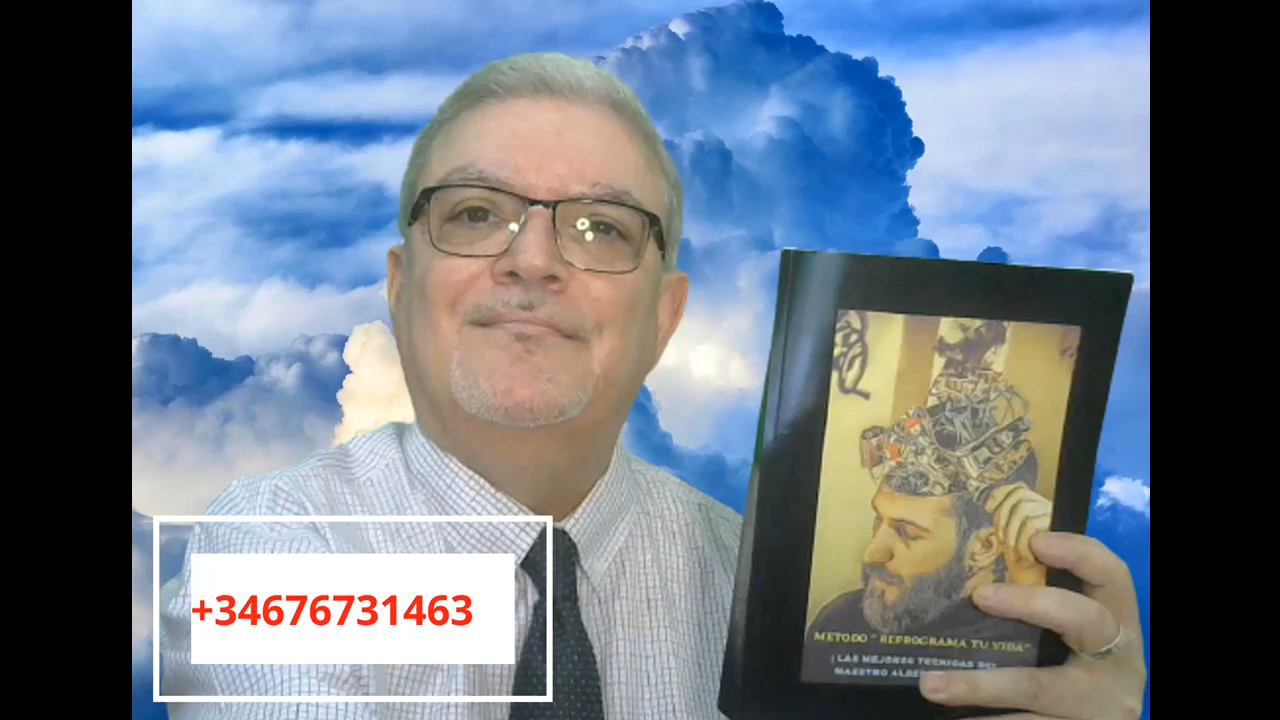 +34676731463
METODO " REPROGRAMA TU VIDA"
¡ LAS MEJORES TECNICAS DEL
MAESTRO